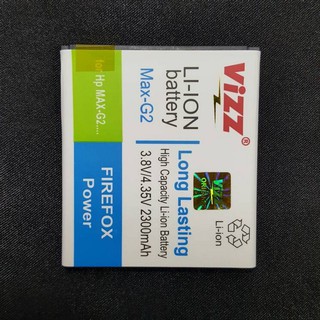 Vizz®
LI-ION
battery
Max-G2
Long Lasting
High Capacity Li-ion Battery
3.8V/4.35V 2300mAh
Li-ion
for Hp MAX-G2....
FIREFOX
Power